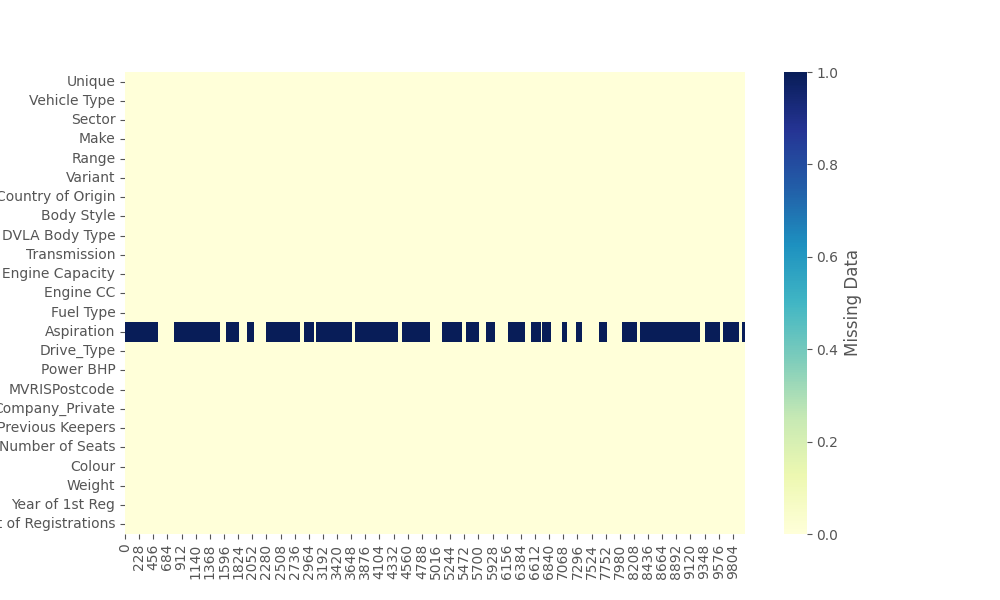 Unique
Vehicle Type
Sector
Make
Range
Variant
Country of Origin
Body Style
DVLA Body Type
Transmission
Engine Capacity
Engine CC
Fuel Type
Aspiration
Drive_Type
Power BHP
MVRISPostcode
Company_Private
Previous Keepers
Number of Seats
Colour
Weight
Year of 1st Reg
t of Registrations
0
228
456
684
912
1140
1368
1596
1824
2052
2280
2508
2736
2964
3192
3420
3648
3876
4104
4332
4560
4788
5016
5244
5472
5700
5928
6156
6384
6612
6840
7068
7296
7524
7752
7980
8208
8436
8664
8892
9120
9348
9576
9804
1.0
0.8
0.6
0.4
0.2
0.0
Missing Data